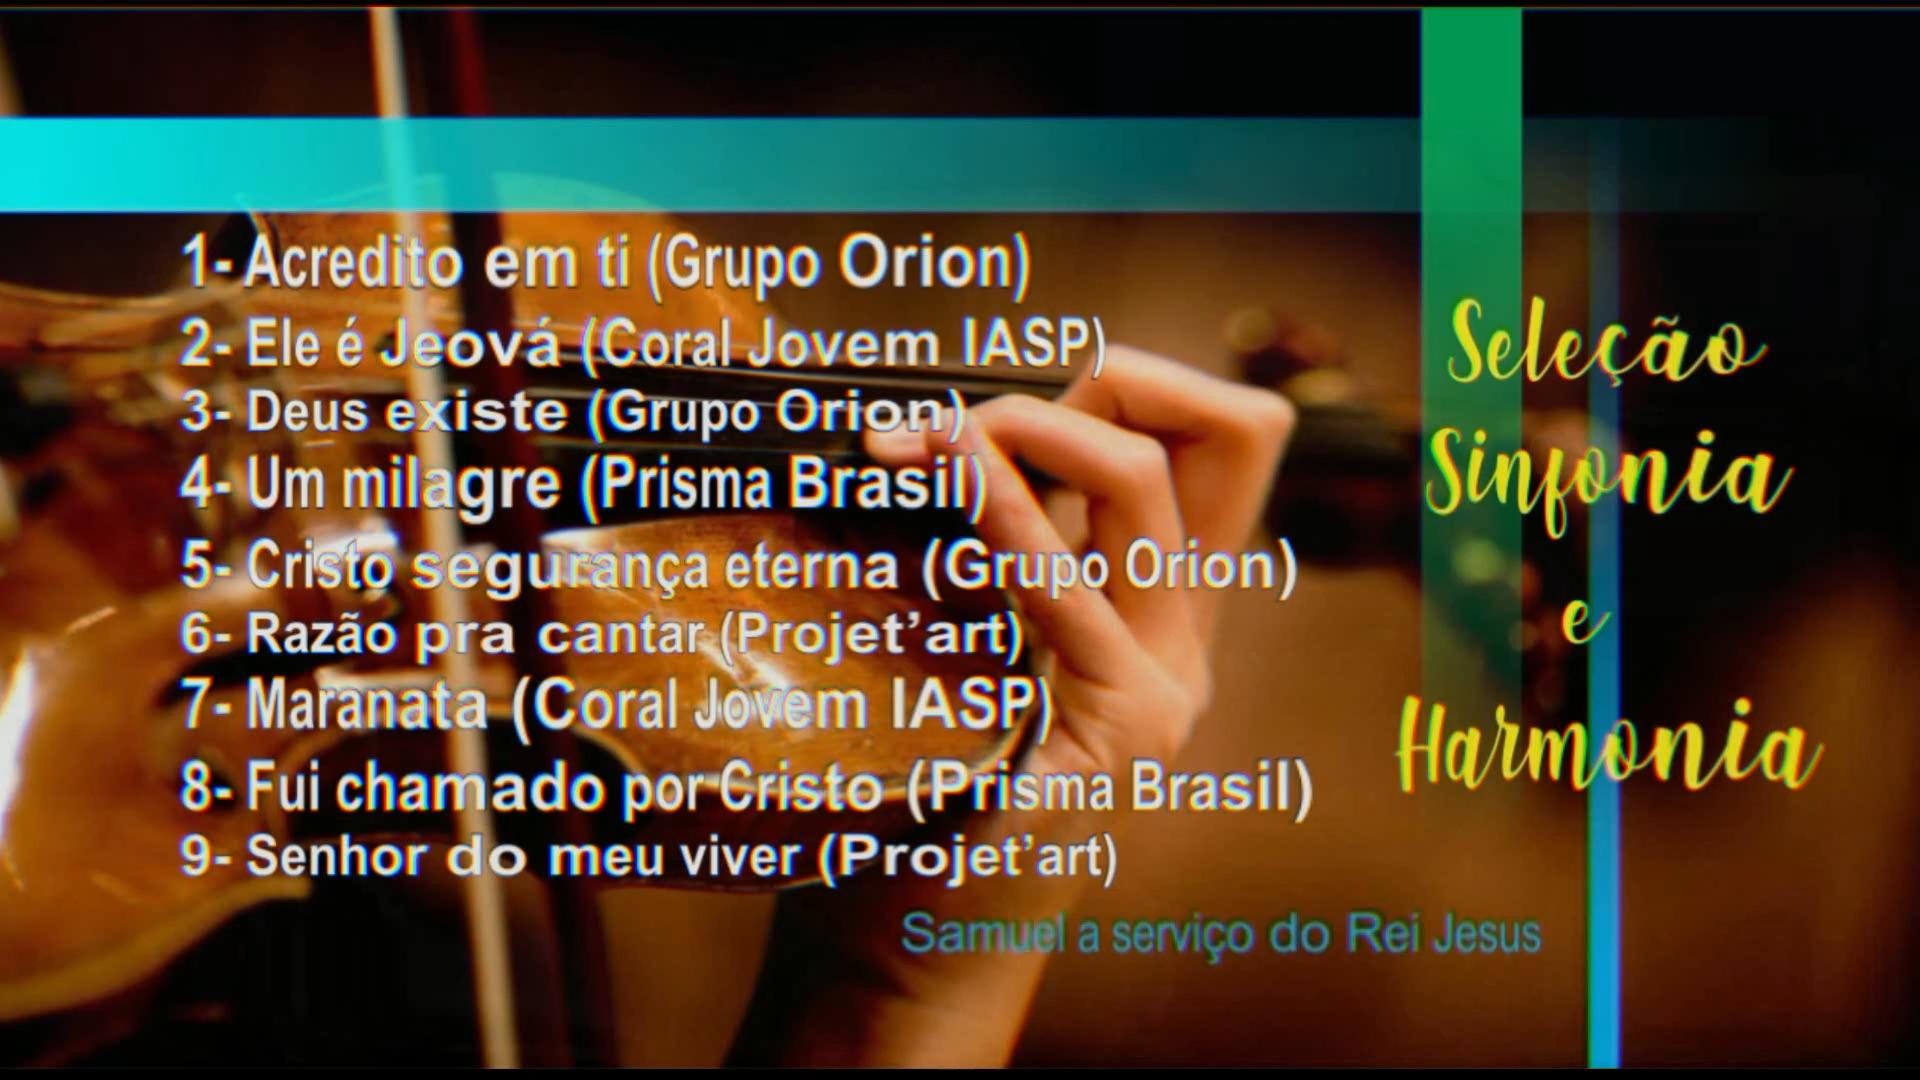 1- Acredito em ti (Grupo Orion)
2- Ele é Jeová (Coral Jovem IASP)
3- Deus existe (Grupo Orion)
4- Um milagre (Prisma Brasil)
5- Cristo segurança eterna (Grupo Orion)
6- Razão pra cantar (Projet’art)
7- Maranata (Coral Jovem IASP)
8- Fui chamado por Cristo (Prisma Brasil)
9- Senhor do meu viver (Projet’art)
Samuel a serviço do Rei Jesus
Seleção
Sinfonia
e
Harmonia